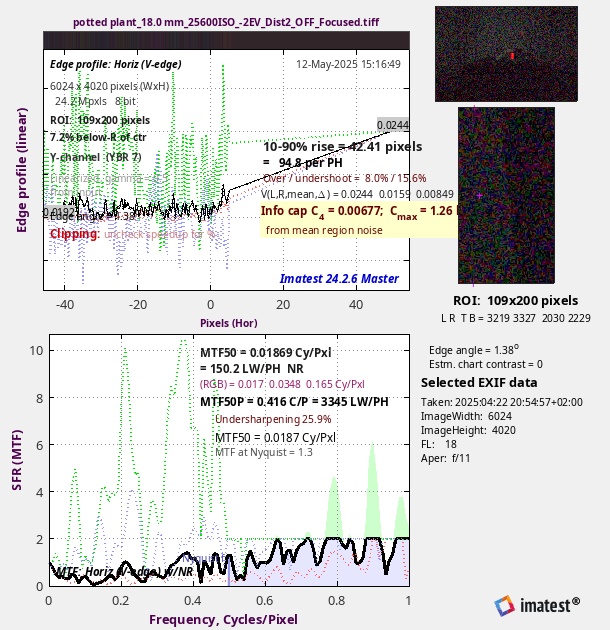 potted plant_18.0 mm_25600ISO_-2EV_Dist2_OFF_Focused.tiff
Edge profile: Horiz (V-edge)
12-May-2025 15:16:49
6024 x 4020 pixels (WxH)
24.2 Mpxls 8 bit
ROI: 109x200 pixels
7.2% below-R of ctr
Y-channel (YBR 7)
0.0244
10-90% rise = 42.41 pixels
= 94.8 per PH
Over / undershoot = 8.0% / 15.6%
V(L,R,mean,Δ) = 0.0244 0.0159 0.00849
Info cap C4 = 0.00677; Cmax = 1.26
from mean region noise
Clipping: uncheck speedup for %
Imatest 24.2.6 Master
Edge profile (linear)
-40 -20 0 20 40
Pixels (Hor)
ROI: 109x200 pixels
L R T B = 3219 3327 2030 2229
Edge angle = 1.38o
Estm. chart contrast = 0
Selected EXIF data
Taken: 2025:04:22 20:54:57+02:00
ImageWidth: 6024
ImageHeight: 4020
FL: 18
Aper: f/11
MTF50 = 0.01869 Cy/Pxl
= 150.2 LW/PH NR
(RGB) = 0.017 0.0348 0.165 Cy/Pxl
MTF50P = 0.416 C/P = 3345 LW/PH
Undersharpening 25.9%
MTF50 = 0.0187 Cy/Pxl
MTF at Nyquist = 1.3
Nyquist
MTF: Horiz (V-edge) w/NR
SFR (MTF)
10
8
6
4
2
0
0 0.2 0.4 0.6 0.8 1
Frequency, Cycles/Pixel
imatest®